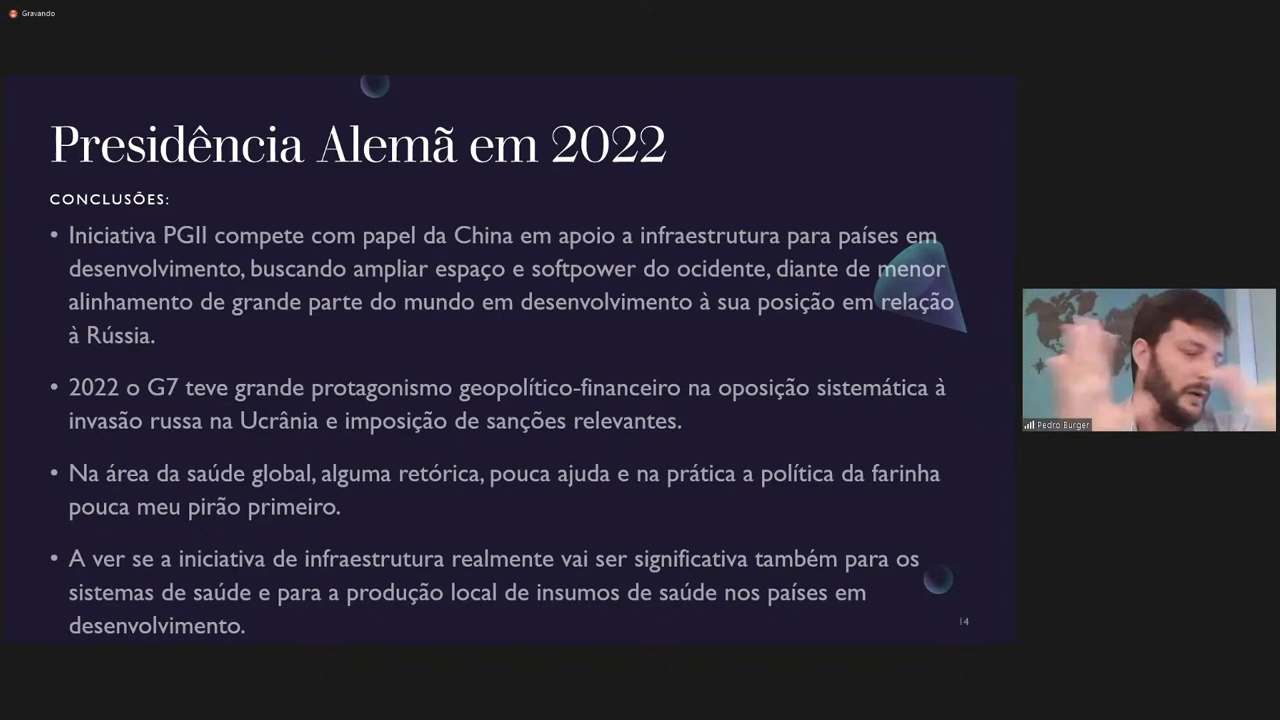 Gravando
Presidência Alemã em 2022
CONCLUSÕES:
• Iniciativa PGII compete com papel da China em apoio a infraestrutura para países em
desenvolvimento, buscando ampliar espaço e softpower do ocidente, diante de menor
alinhamento de grande parte do mundo em desenvolvimento à sua posição em relação
à Rússia.
• 2022 o G7 teve grande protagonismo geopolítico-financeiro na oposição sistemática à
invasão russa na Ucrânia e imposição de sanções relevantes.
• Na área da saúde global, alguma retórica, pouca ajuda e na prática a política da farinha
pouca meu pirão primeiro.
• A ver se a iniciativa de infraestrutura realmente vai ser significativa também para os
sistemas de saúde e para a produção local de insumos de saúde nos países em
desenvolvimento.
14
Pedro Burger